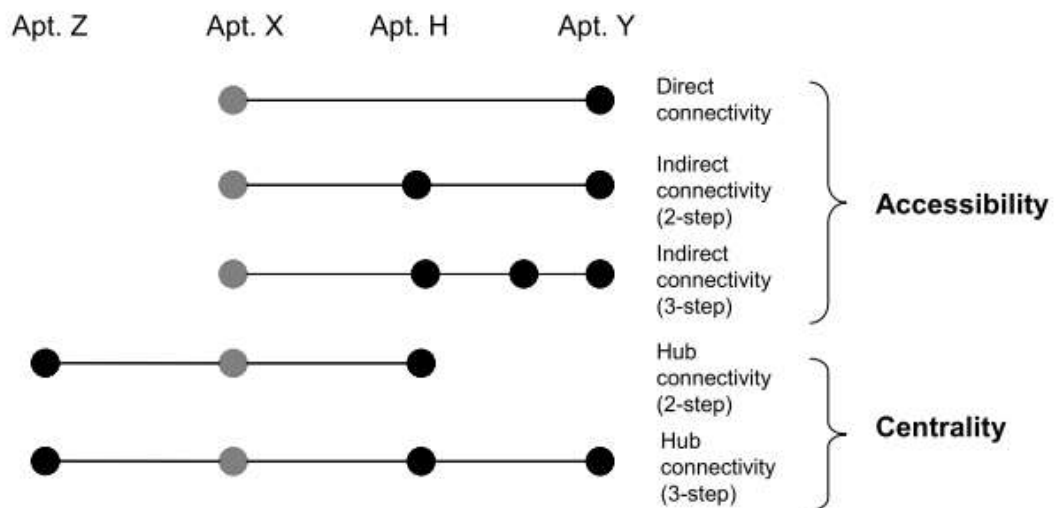 Apt. Z Apt. X Apt. H Apt. Y
Direct
connectivity
Indirect
connectivity
(2-step)
Indirect
connectivity
(3-step)
Accessibility
Hub
connectivity
(2-step)
Hub
connectivity
(3-step)
Centrality